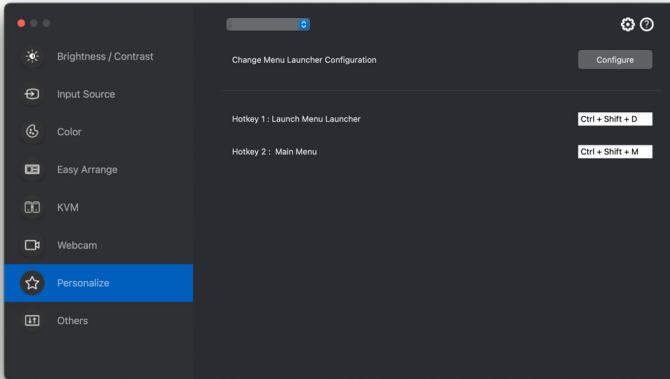 Brightness / Contrast
Input Source
Color
Easy Arrange
KVM
Webcam
Personalize
Others
Change Menu Launcher Configuration
Configure
Hotkey 1 : Launch Menu Launcher
Ctrl + Shift + D
Hotkey 2 : Main Menu
Ctrl + Shift + M